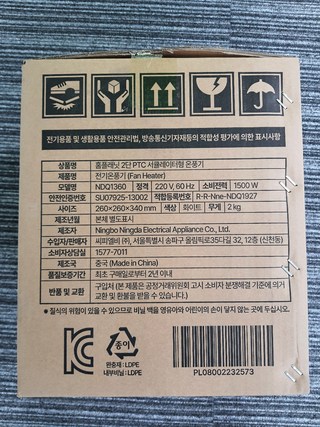 전기용품 및 생활용품 안전관리법, 방송통신기자재등의 적합성 평가에 의한 표시사항
상품명 홈플래닛 2단 PTC 서큘레이터형 온풍기
품명 전기온풍기 (Fan Heater)
모델명 NDQ1360 정격 220 V, 60 Hz 소비전력 1500 W
안전인증번호 SU07925-13002 적합등록번호 R-R-Nne-NDQ1927
사이즈 260×260×340 mm 색상 화이트 무게 2 kg
제조년월 본체 별도표시
제조자 Ningbo Ningda Electrical Appliance Co., Ltd.
수입자/판매자 씨피엘비 (주), 서울특별시 송파구 올림픽로35다길 32, 12층 (신천동)
소비자상담실 1577-7011
제조국 중국 (Made in China)
품질보증기간 최초 구매일로부터 2년 이내
반품 및 교환 구입처 (본 제품은 공정거래위원회 고시 소비자 분쟁해결 기준에 의거 교환 및 환불을 받을 수 있습니다.)
※ 질식의 위험이 있을 수 있으므로 비닐 백을 영유아와 어린이의 손이 닿지 않는 곳에 두십시오.
종이
완충재 : LDPE
내부비닐 : LDPE
PL08002232573